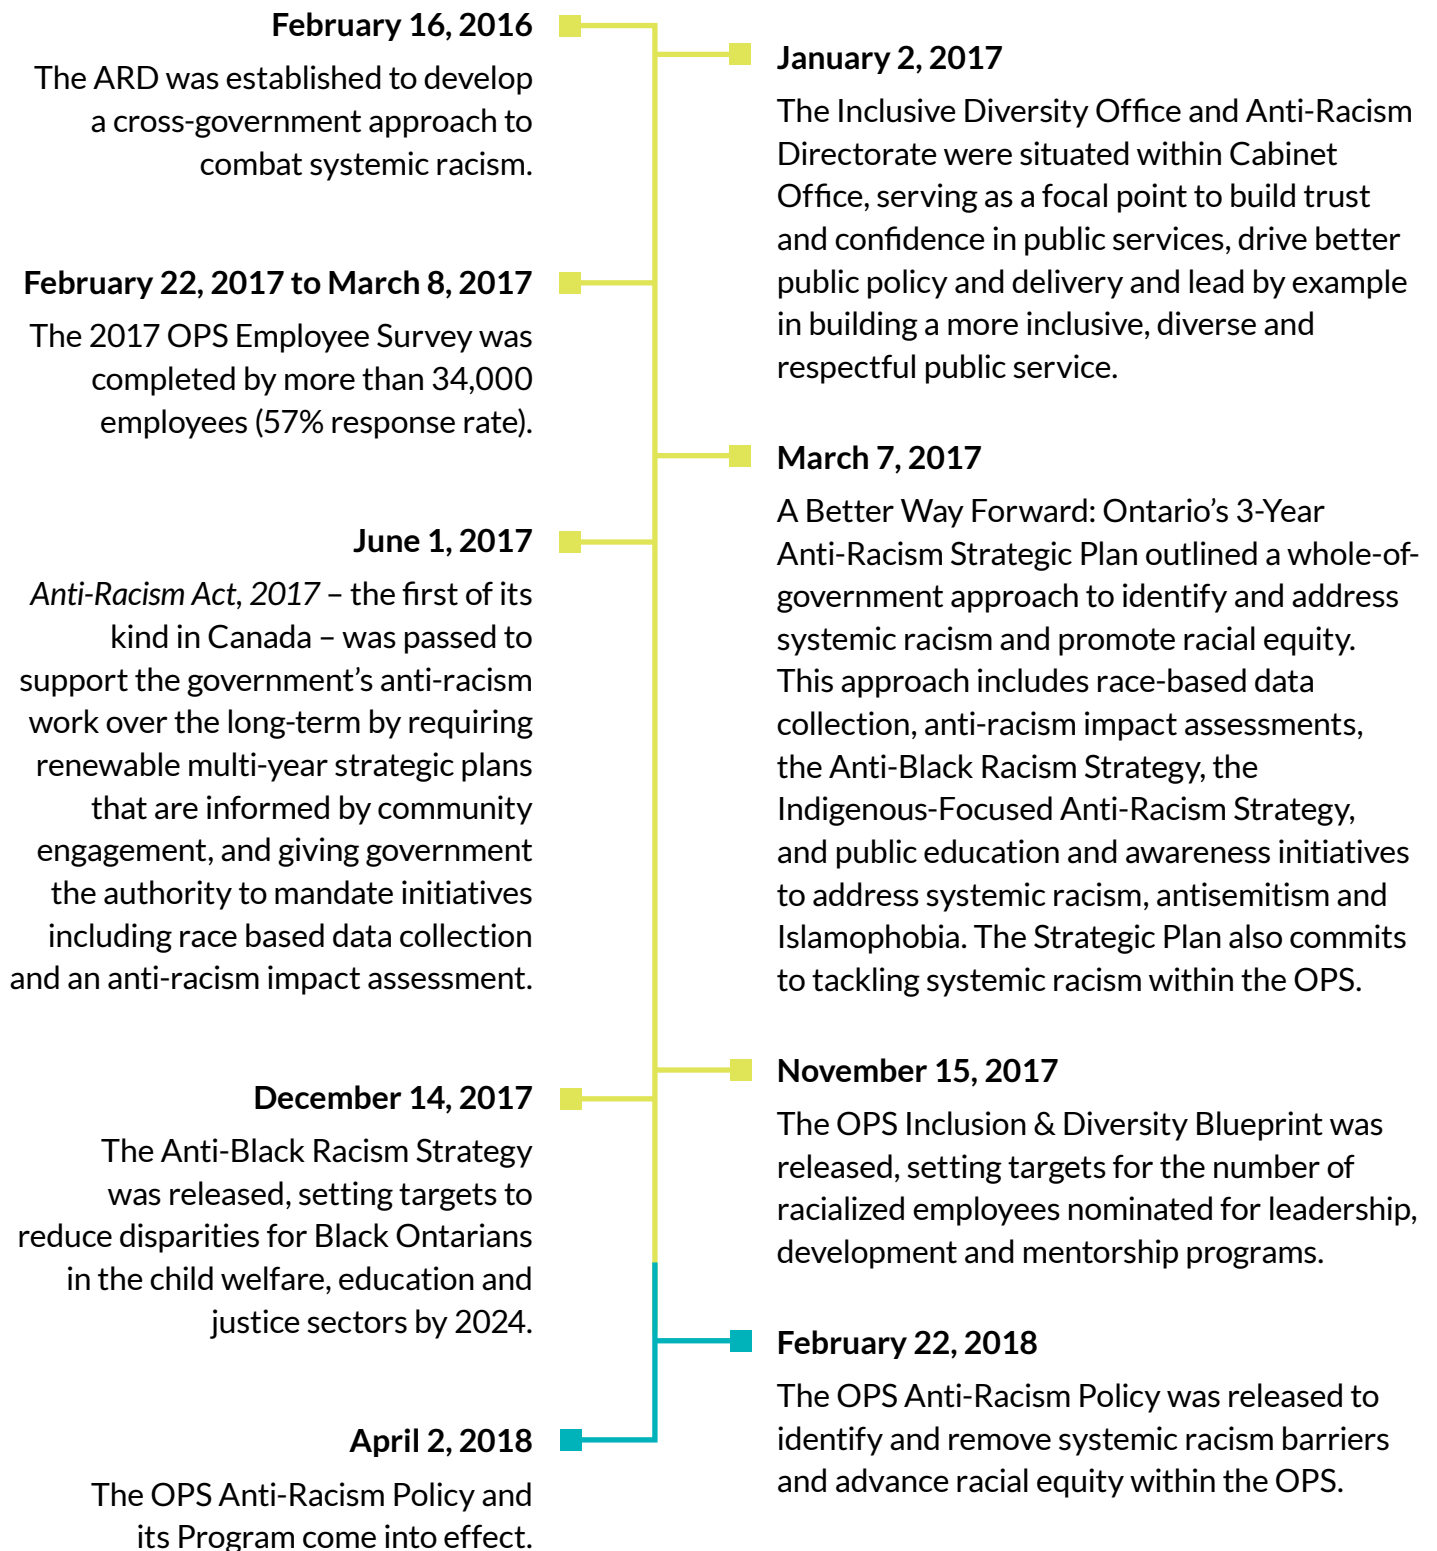 February 16, 2016
The ARD was established to develop
a cross-government approach to
combat systemic racism.
January 2, 2017
The Inclusive Diversity Office and Anti-Racism
Directorate were situated within Cabinet
Office, serving as a focal point to build trust
and confidence in public services, drive better
public policy and delivery and lead by example
in building a more inclusive, diverse and
respectful public service.
February 22, 2017 to March 8, 2017
The 2017 OPS Employee Survey was
completed by more than 34,000
employees (57% response rate).
March 7, 2017
A Better Way Forward: Ontario’s 3-Year
Anti-Racism Strategic Plan outlined a whole-of-
government approach to identify and address
systemic racism and promote racial equity.
This approach includes race-based data
collection, anti-racism impact assessments,
the Anti-Black Racism Strategy, the
Indigenous-Focused Anti-Racism Strategy,
and public education and awareness initiatives
to address systemic racism, antisemitism and
Islamophobia. The Strategic Plan also commits
to tackling systemic racism within the OPS.
June 1, 2017
Anti-Racism Act, 2017 – the first of its
kind in Canada – was passed to
support the government’s anti-racism
work over the long-term by requiring
renewable multi-year strategic plans
that are informed by community
engagement, and giving government
the authority to mandate initiatives
including race based data collection
and an anti-racism impact assessment.
November 15, 2017
The OPS Inclusion & Diversity Blueprint was
released, setting targets for the number of
racialized employees nominated for leadership,
development and mentorship programs.
December 14, 2017
The Anti-Black Racism Strategy
was released, setting targets to
reduce disparities for Black Ontarians
in the child welfare, education and
justice sectors by 2024.
February 22, 2018
The OPS Anti-Racism Policy was released to
identify and remove systemic racism barriers
and advance racial equity within the OPS.
April 2, 2018
The OPS Anti-Racism Policy and
its Program come into effect.